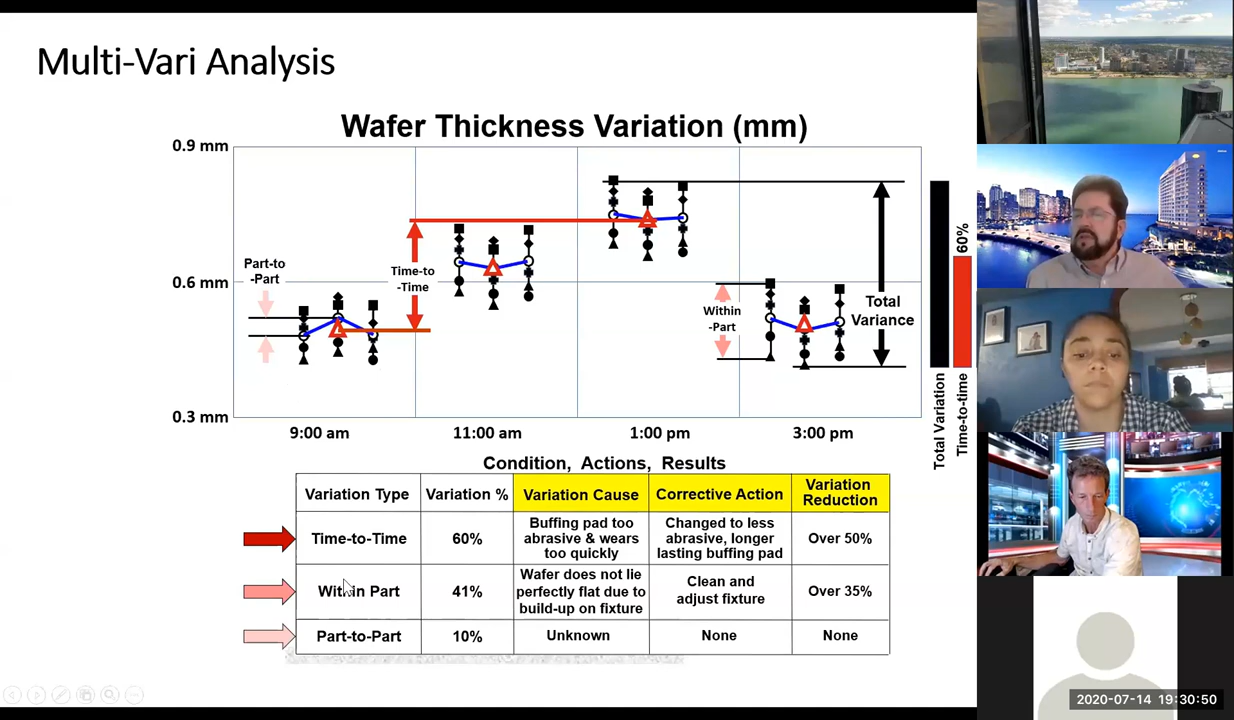 Multi-Vari Analysis
Wafer Thickness Variation (mm)
0.9 mm
0.6 mm
0.3 mm
Part-to
-Part
Time-to
-Time
Within
-Part
Total
Variance
60%
Total Variation
Time-to-time
9:00 am
11:00 am
1:00 pm
3:00 pm
Condition, Actions, Results
Variation Type
Variation %
Variation Cause
Corrective Action
Variation
Reduction
Time-to-Time
60%
Buffing pad too
abrasive & wears
too quickly
Changed to less
abrasive, longer
lasting buffing pad
Over 50%
Within Part
41%
Wafer does not lie
perfectly flat due to
build-up on fixture
Clean and
adjust fixture
Over 35%
Part-to-Part
10%
Unknown
None
None
2020-07-14 19:30:50